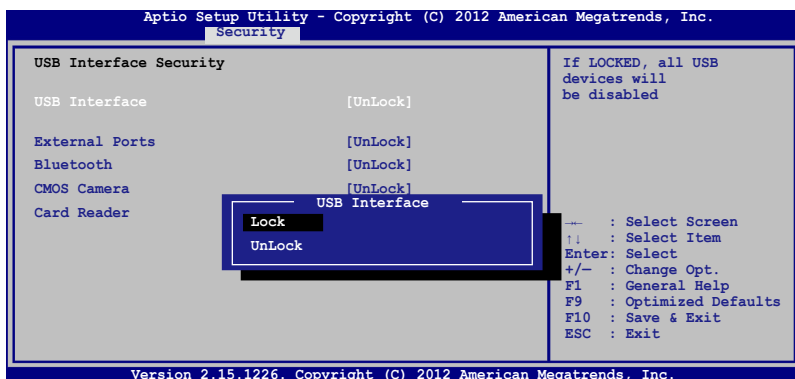 Aptio Setup Utility - Copyright (C) 2012 American Megatrends, Inc.
Security
USB Interface Security
USB Interface [UnLock]
External Ports [UnLock]
Bluetooth [UnLock]
CMOS Camera [UnLock]
Card Reader
USB Interface
Lock
UnLock
If LOCKED, all USB
devices will
be disabled
→← : Select Screen
↑↓ : Select Item
Enter: Select
+/— : Change Opt.
F1 : General Help
F9 : Optimized Defaults
F10 : Save & Exit
ESC : Exit
Version 2.15.1226. Copyright (C) 2012 American Megatrends, Inc.